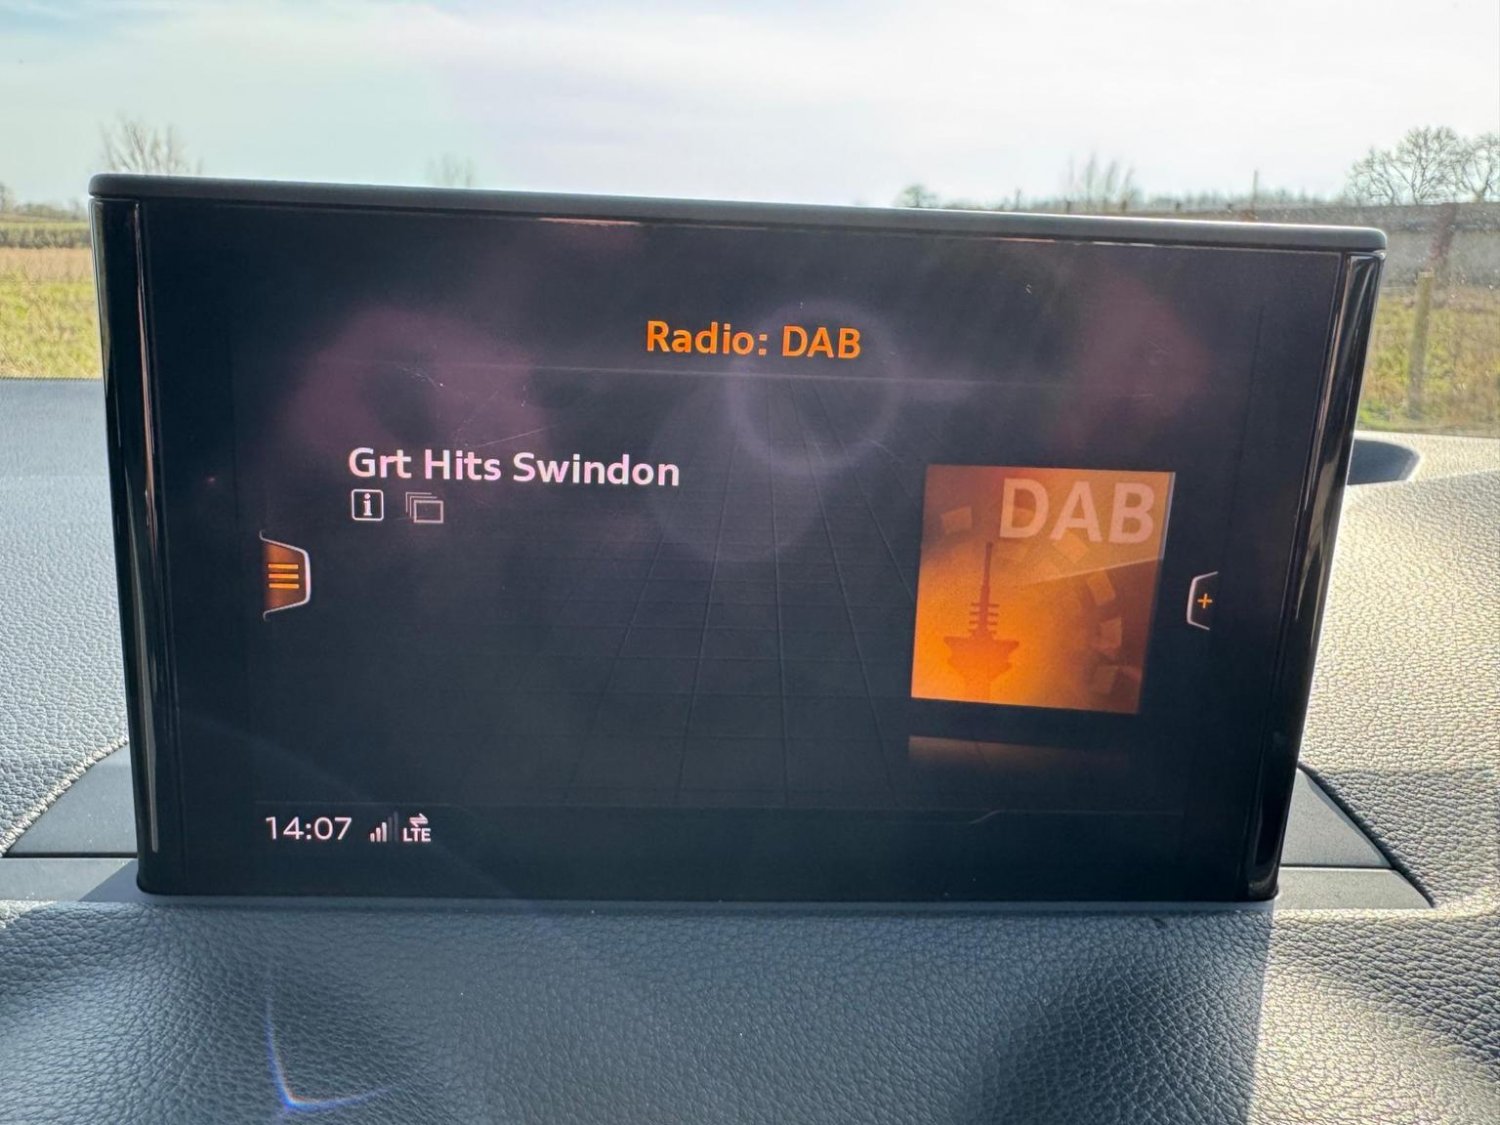 Radio: DAB
Grt Hits Swindon
i
DAB
+
14:07 LTE